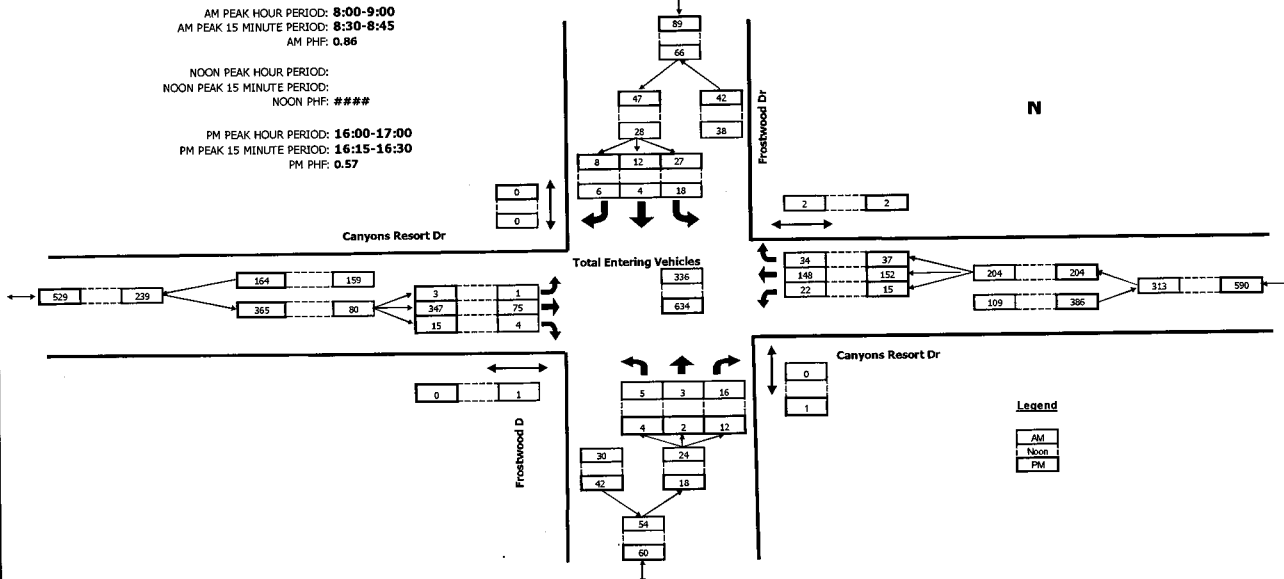 AM PEAK HOUR PERIOD: 8:00-9:00
AM PEAK 15 MINUTE PERIOD: 8:30-8:45
AM PHF: 0.86
NOON PEAK HOUR PERIOD:
NOON PEAK 15 MINUTE PERIOD:
NOON PHF: ####
PM PEAK HOUR PERIOD: 16:00-17:00
PM PEAK 15 MINUTE PERIOD: 16:15-16:30
PM PHF: 0.57
89
66
47 42
28 38
8 12 27
6 4 18
Frostwood Dr
N
0
0
2 2
Canyons Resort Dr
Total Entering Vehicles
336
634
529 239
164 159
365 80
3 1
347 75
15 4
34 37
148 152
22 15
204 204
109 386
313 590
Canyons Resort Dr
0
1
0 1
Frostwood D
5 3 16
4 2 12
30 24
42 18
54
60
Legend
AM
Noon
PM